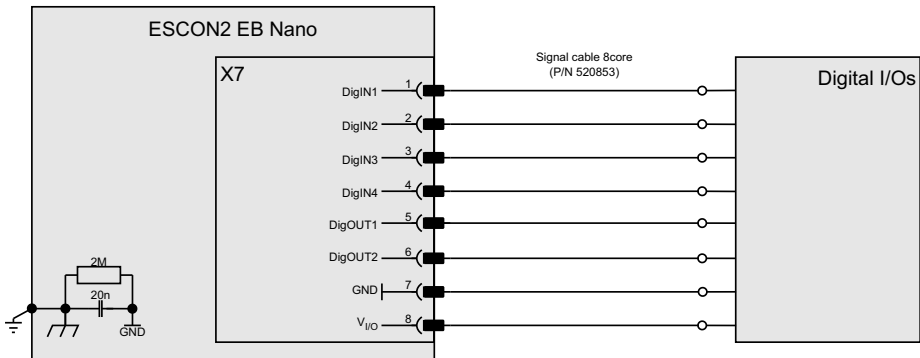 ESCON2 EB Nano
X7
Signal cable 8core
(P/N 520853)
Digital I/Os
DigIN1 1
DigIN2 2
DigIN3 3
DigIN4 4
DigOUT1 5
DigOUT2 6
GND 7
VI/O 8
2M
20n
GND